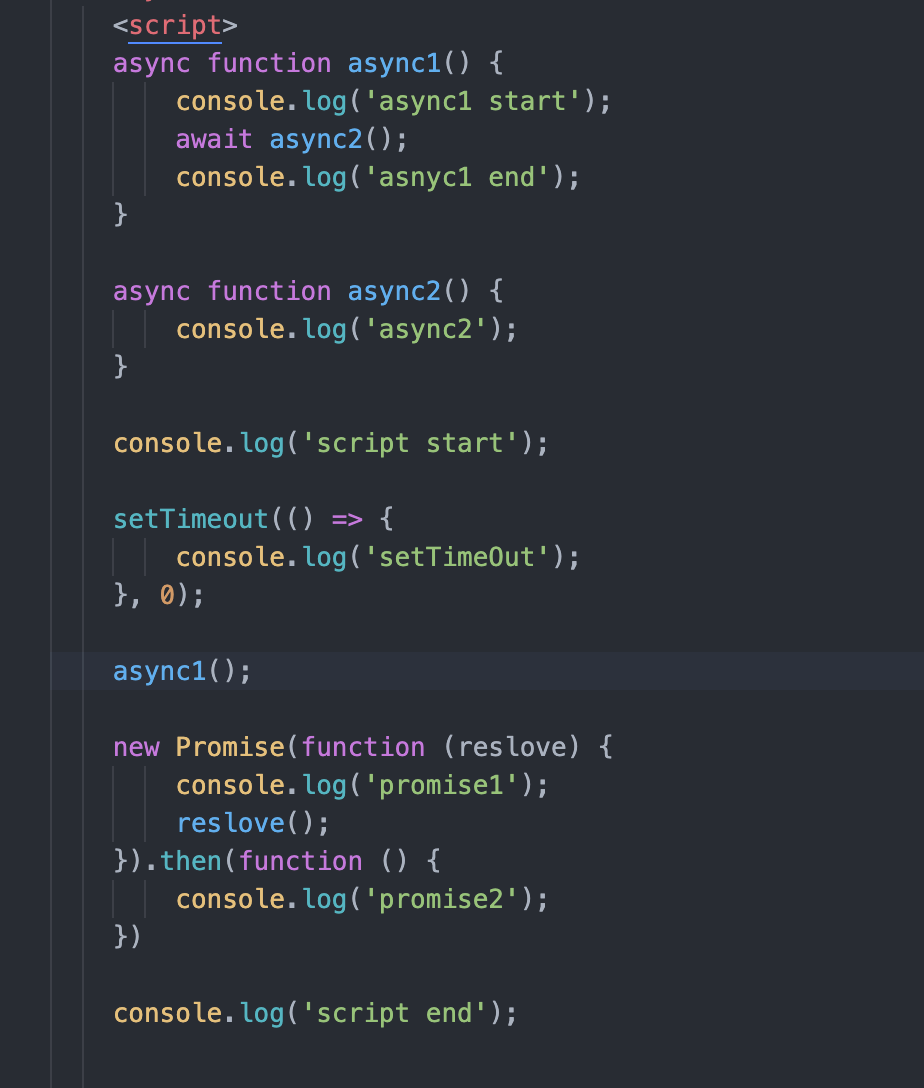 <script>
async function async1() {
console.log('async1 start');
await async2();
console.log('asnyc1 end');
}
async function async2() {
console.log('async2');
}
console.log('script start');
setTimeout(() => {
console.log('setTimeOut');
}, 0);
async1();
new Promise(function (reslove) {
console.log('promise1');
reslove();
}).then(function () {
console.log('promise2');
})
console.log('script end');